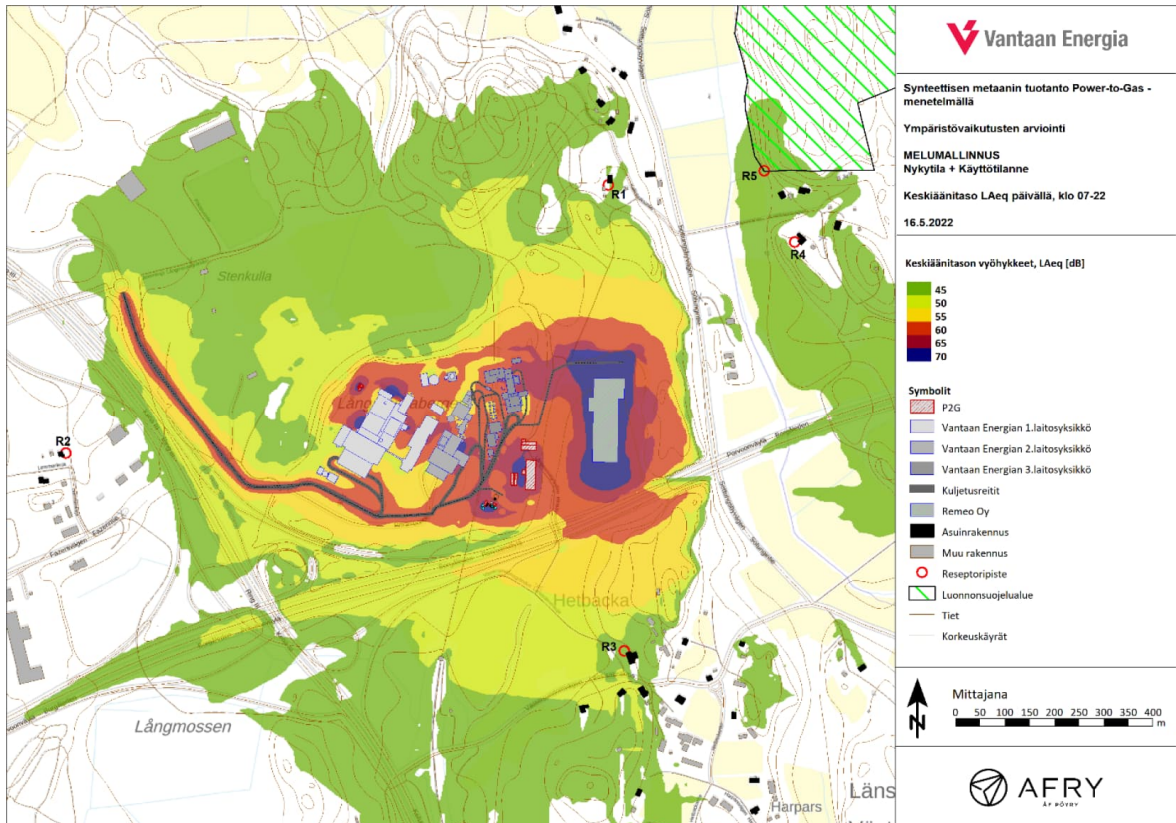 Vantaan Energia
Synteettisen metaanin tuotanto Power-to-Gas -
menetelmällä
Ympäristövaikutusten arviointi
MELUMALLINNUS
Nykytila + Käyttötilanne
Keskiäänitaso LAeq päivällä, klo 07-22
16.5.2022
Keskiäänitason vyöhykkeet, LAeq [dB]
45
50
55
60
65
70
Symbolit
P2G
Vantaan Energian 1.laitosyksikkö
Vantaan Energian 2.laitosyksikkö
Vantaan Energian 3.laitosyksikkö
Kuljetusreitit
Remeo Oy
Asuinrakennus
Muu rakennus
Reseptoripiste
Luonnonsuojelualue
Tiet
Korkeuskäyrät
N
Mittajana
0 50 100 150 200 250 300 350 400
m
AFRY
ÅF PÖYRY
R1
R5
R4
Stenkulla
R2
Hetbacka
R3
Långmossen
Läns
Harpars